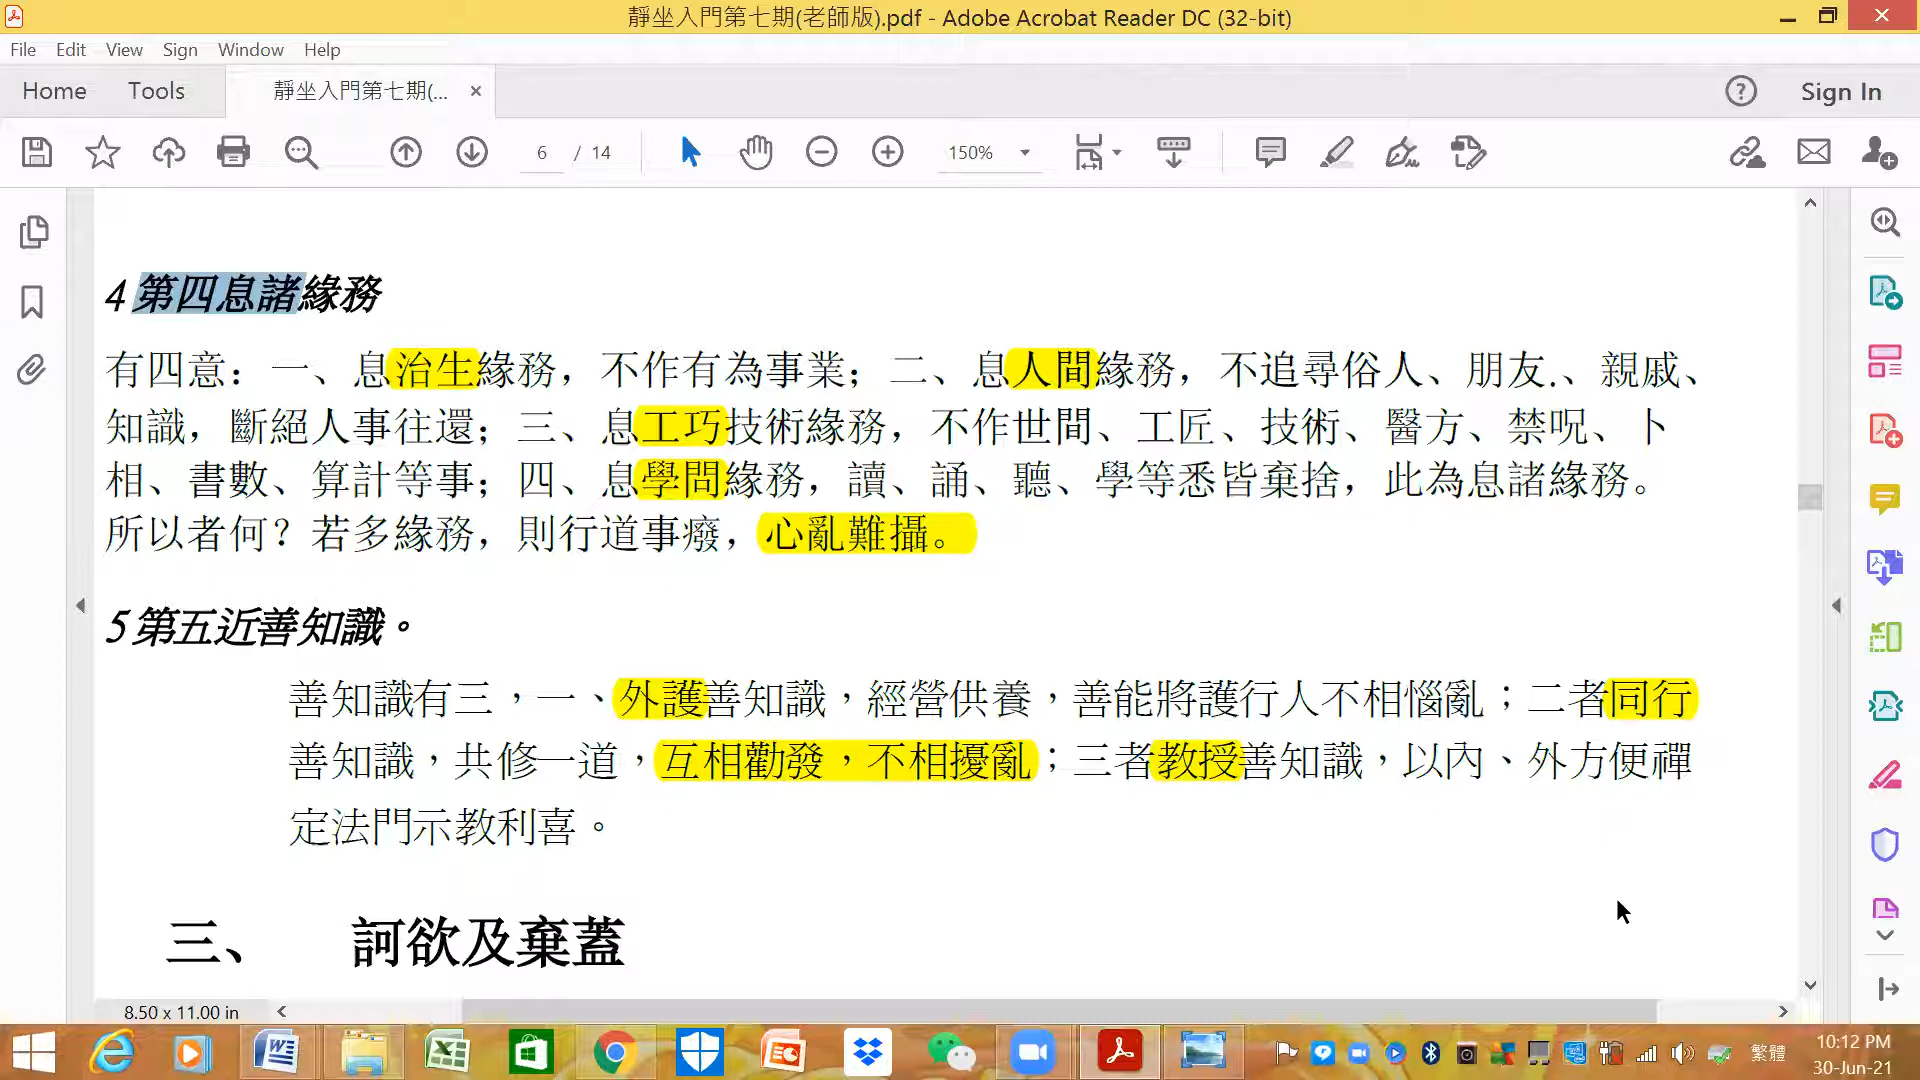 靜坐入門第七期(老師版).pdf - Adobe Acrobat Reader DC (32-bit)
File Edit View Sign Window Help
Home Tools 靜坐入門第七期(... × Sign In
6 / 14 150%
4 第四息諸緣務
有四意：一、息治生緣務，不作有為事業；二、息人間緣務，不追尋俗人、朋友.、親戚、
知識，斷絕人事往還；三、息工巧技術緣務，不作世間、工匠、技術、醫方、禁呪、卜
相、書數、算計等事；四、息學問緣務，讀、誦、聽、學等悉皆棄捨，此為息諸緣務。
所以者何？若多緣務，則行道事癈，心亂難攝。
5 第五近善知識。
善知識有三，一、外護善知識，經營供養，善能將護行人不相惱亂；二者同行
善知識，共修一道，互相勸發，不相擾亂；三者教授善知識，以內、外方便禪
定法門示教利喜。
三、 訶欲及棄蓋
8.50 x 11.00 in
繁體
10:12 PM
30-Jun-21